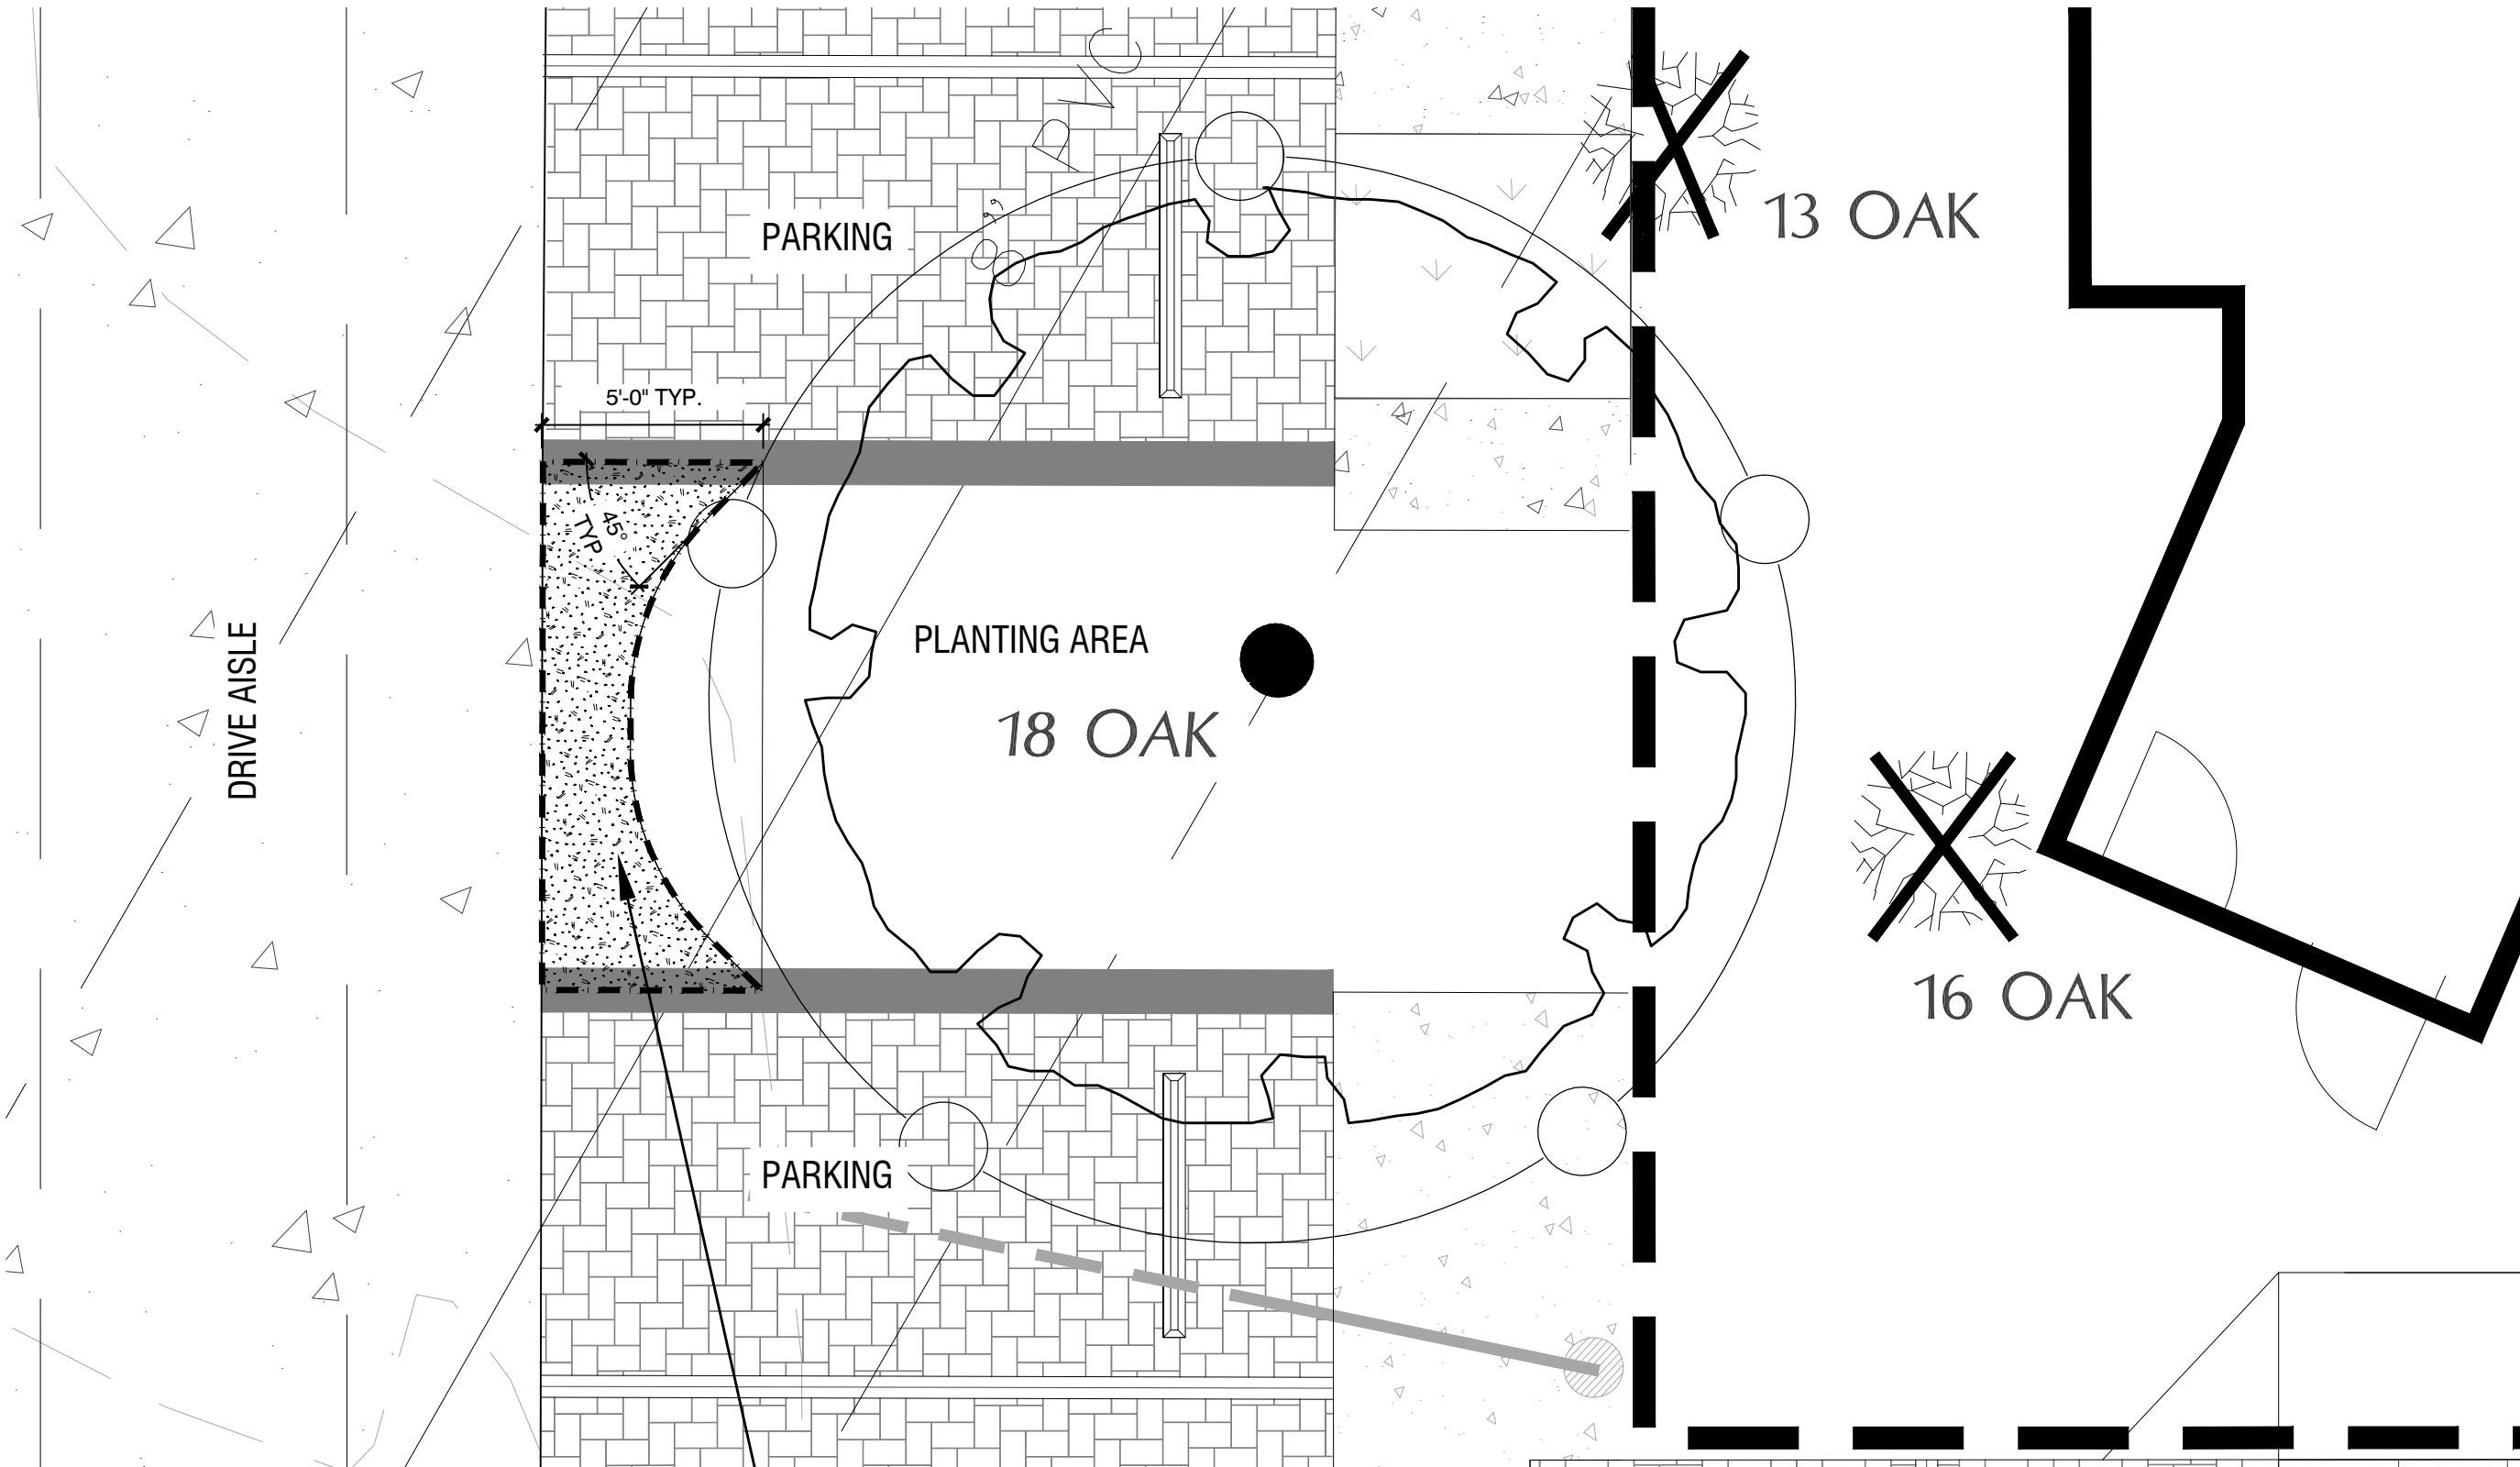 13 OAK
PARKING
5'-0" TYP.
45°
TYP
PLANTING AREA
18 OAK
DRIVE AISLE
16 OAK
PARKING